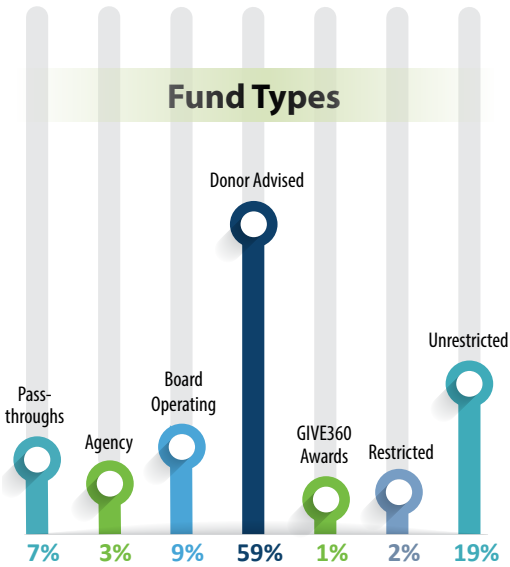 Fund Types
Donor Advised
Unrestricted
Pass-
throughs
Board
Operating
Agency
GIVE360
Awards
Restricted
7%
3%
9%
59%
1%
2%
19%